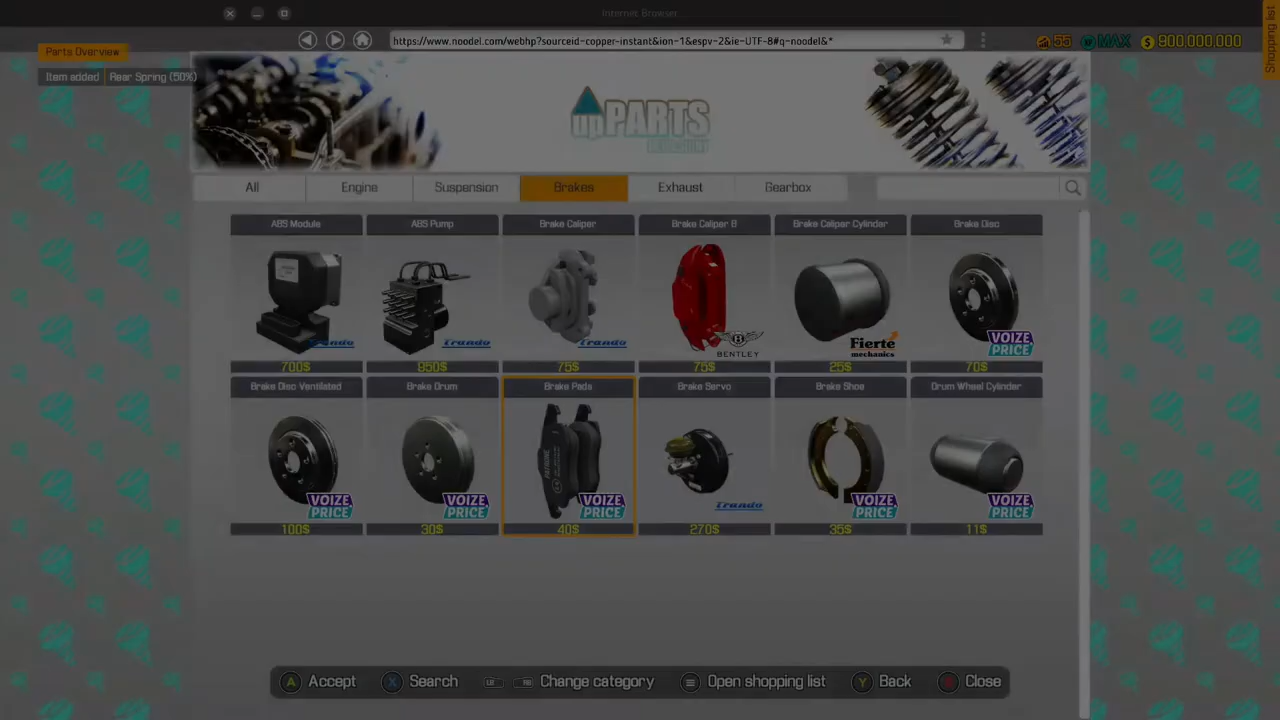 Internet Browser
https://www.noodel.com/webhp?sourceid-copper-instant&ion-1&espv-2&ie-UTF-8#q-noodel&*
55 MAX $ 900.000.000
Shopping list
Parts Overview
Item added Rear Spring (50%)
upPARTS
All Engine Suspension Brakes Exhaust Gearbox
ABS Module ABS Pump Brake Caliper Brake Caliper B Brake Caliper Cylinder Brake Disc
Trando Trando Trando BENTLEY Fierte mechanics VOIZE PRICE
700$ 950$ 75$ 75$ 25$ 70$
Brake Disc Ventilated Brake Drum Brake Pads Brake Servo Brake Shoe Drum Wheel Cylinder
VOIZE PRICE VOIZE PRICE VOIZE PRICE Trando VOIZE PRICE VOIZE PRICE
100$ 30$ 40$ 270$ 35$ 11$
A Accept X Search LB RB Change category Open shopping list Y Back Close